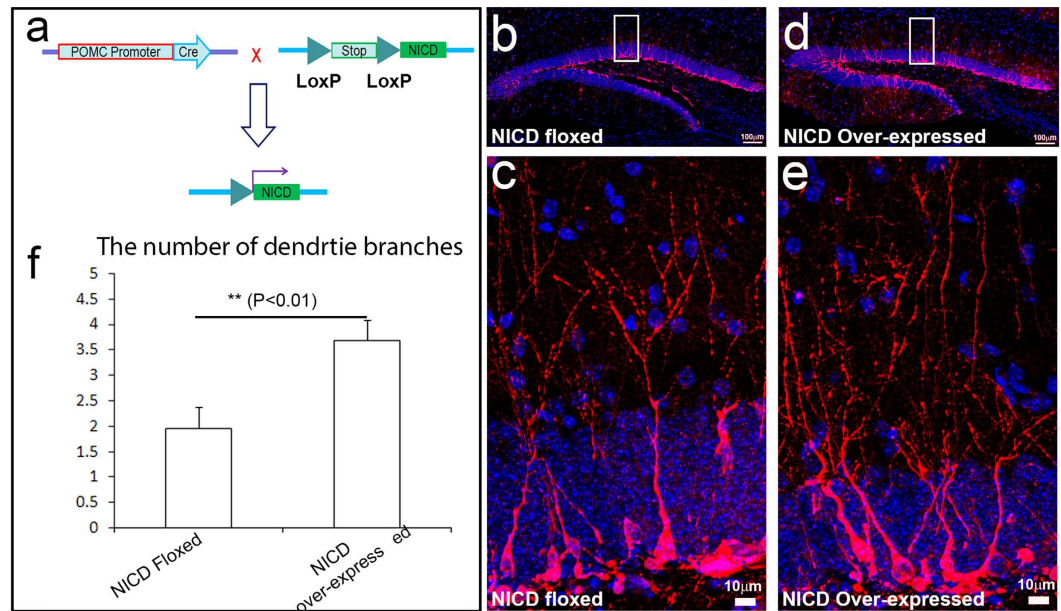 a
POMC Promoter
Cre
X
Stop
NICD
LoxP
LoxP
NICD
f
The number of dendrtie branches
5
4.5
4
3.5
3
2.5
2
1.5
1
0.5
0
** (P<0.01)
NICD Floxed
NICD
over-expressed
b
NICD floxed
100μm
c
NICD floxed
10μm
d
NICD Over-expressed
100μm
e
NICD Over-expressed
10μm